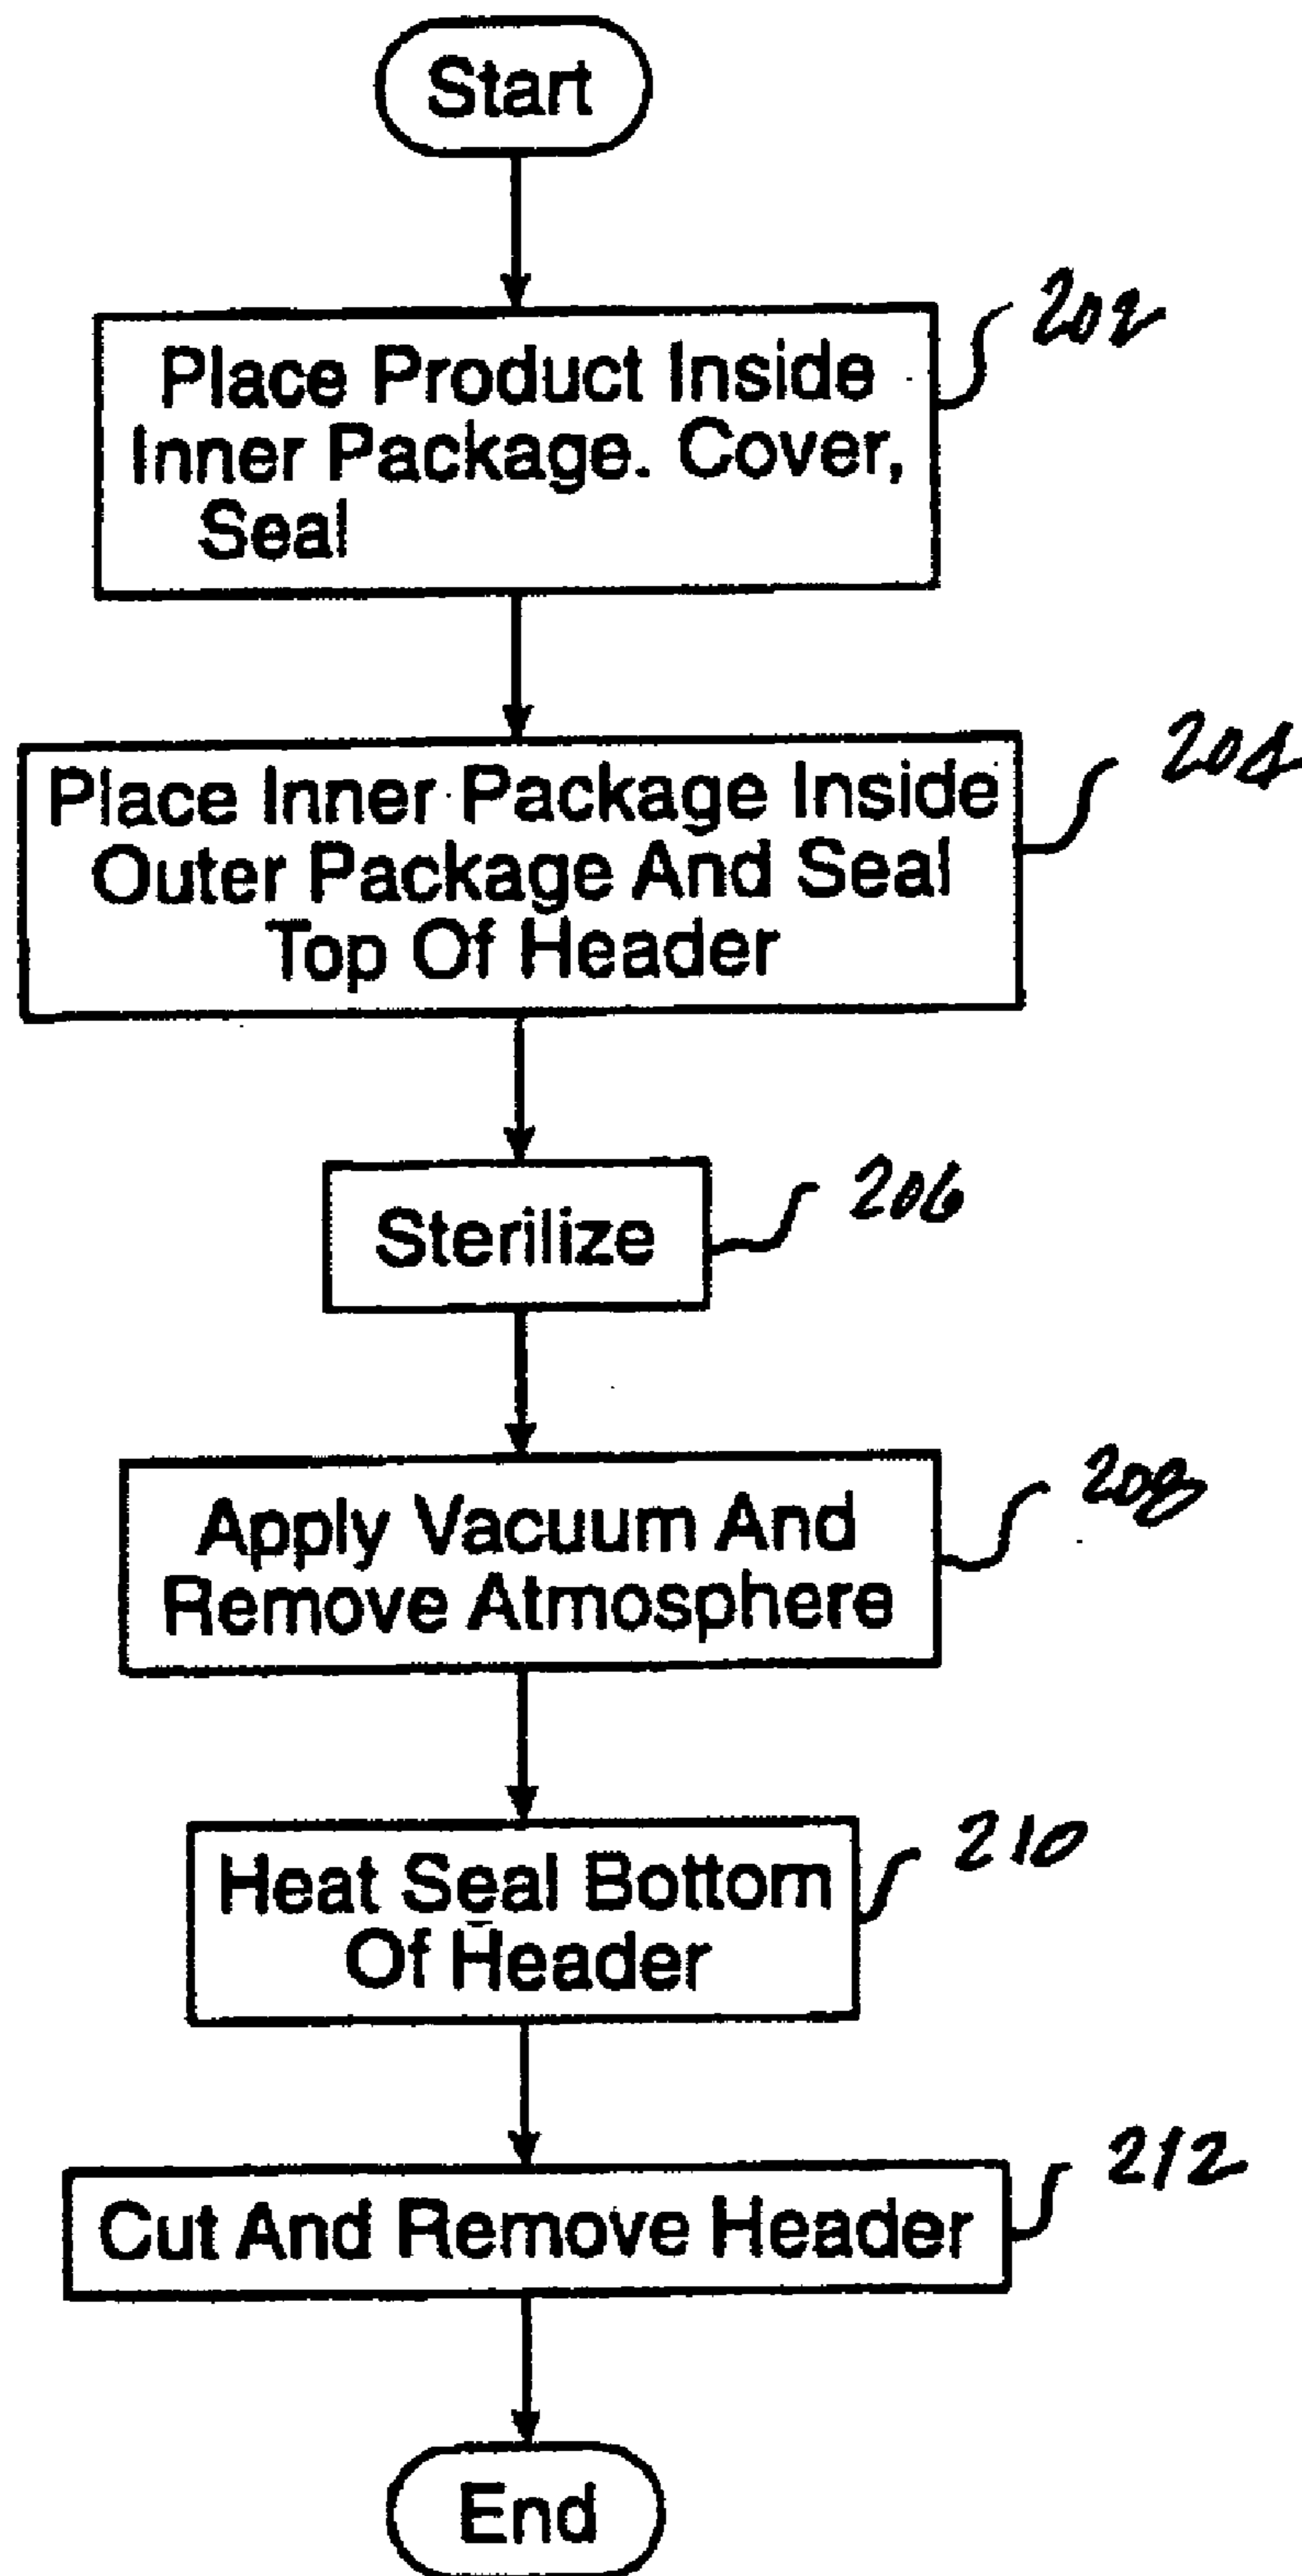 Start
202
Place Product Inside
Inner Package. Cover,
Seal
204
Place Inner Package Inside
Outer Package And Seal
Top Of Header
206
Sterilize
208
Apply Vacuum And
Remove Atmosphere
210
Heat Seal Bottom
Of Header
212
Cut And Remove Header
End